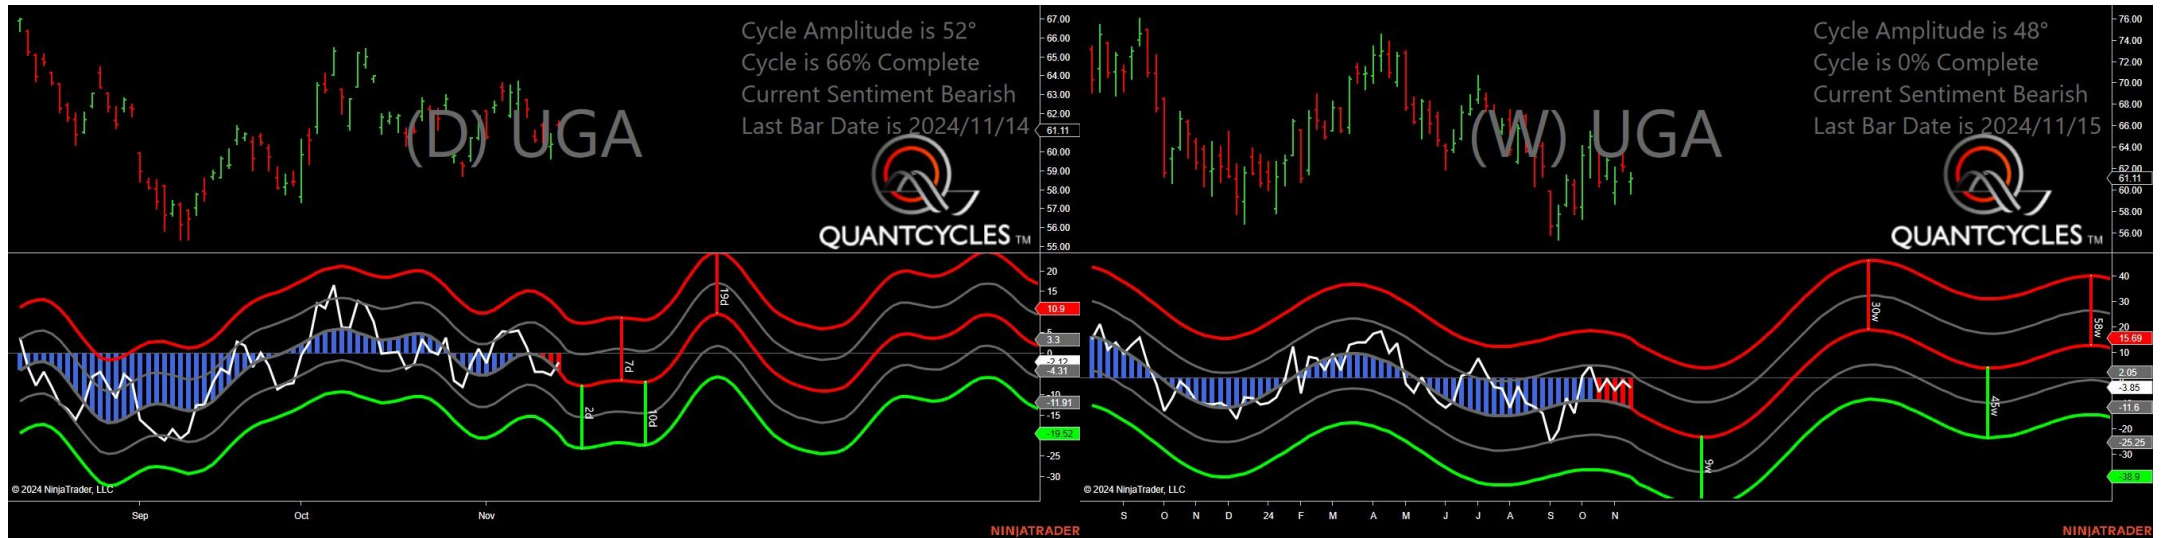 Cycle Amplitude is 52°
Cycle is 66% Complete
Current Sentiment Bearish
Last Bar Date is 2024/11/14
(D) UGA
QUANTCYCLES TM
67.00
66.00
65.00
64.00
63.00
62.00
61.11
60.00
59.00
58.00
57.00
56.00
55.00
20
15
10.9
5
3.3
0
-2.12
-4.31
-10
-11.91
-15
-19.52
-25
-30
2d
7d
10d
19d
© 2024 NinjaTrader, LLC
Sep Oct Nov
NINJATRADER
Cycle Amplitude is 48°
Cycle is 0% Complete
Current Sentiment Bearish
Last Bar Date is 2024/11/15
(W) UGA
QUANTCYCLES TM
76.00
74.00
72.00
70.00
68.00
66.00
64.00
62.00
61.11
60.00
58.00
56.00
40
30
20
15.69
10
2.05
-3.85
-11.6
-20
-25.25
-30
-38.9
9w
30w
45w
58w
© 2024 NinjaTrader, LLC
S O N D 24 F M A M J J A S O N
NINJATRADER